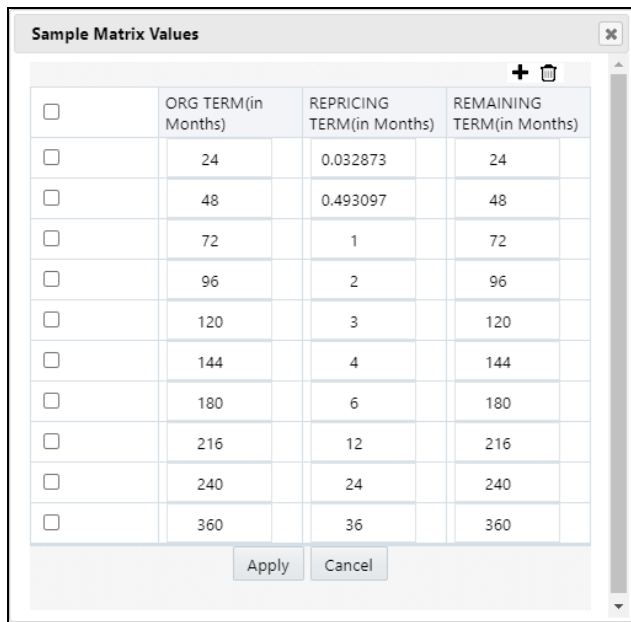 Sample Matrix Values
ORG TERM(in Months) REPRICING TERM(in Months) REMAINING TERM(in Months)
24 0.032873 24
48 0.493097 48
72 1 72
96 2 96
120 3 120
144 4 144
180 6 180
216 12 216
240 24 240
360 36 360
Apply Cancel